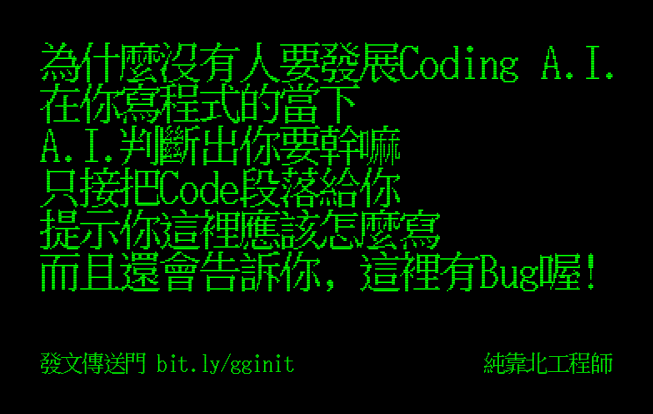 為什麼沒有人要發展Coding A.I.
在你寫程式的當下
A.I.判斷出你要幹嘛
只接把Code段落給你
提示你這裡應該怎麼寫
而且還會告訴你, 這裡有Bug喔!
發文傳送門 bit.ly/gginit
純靠北工程師